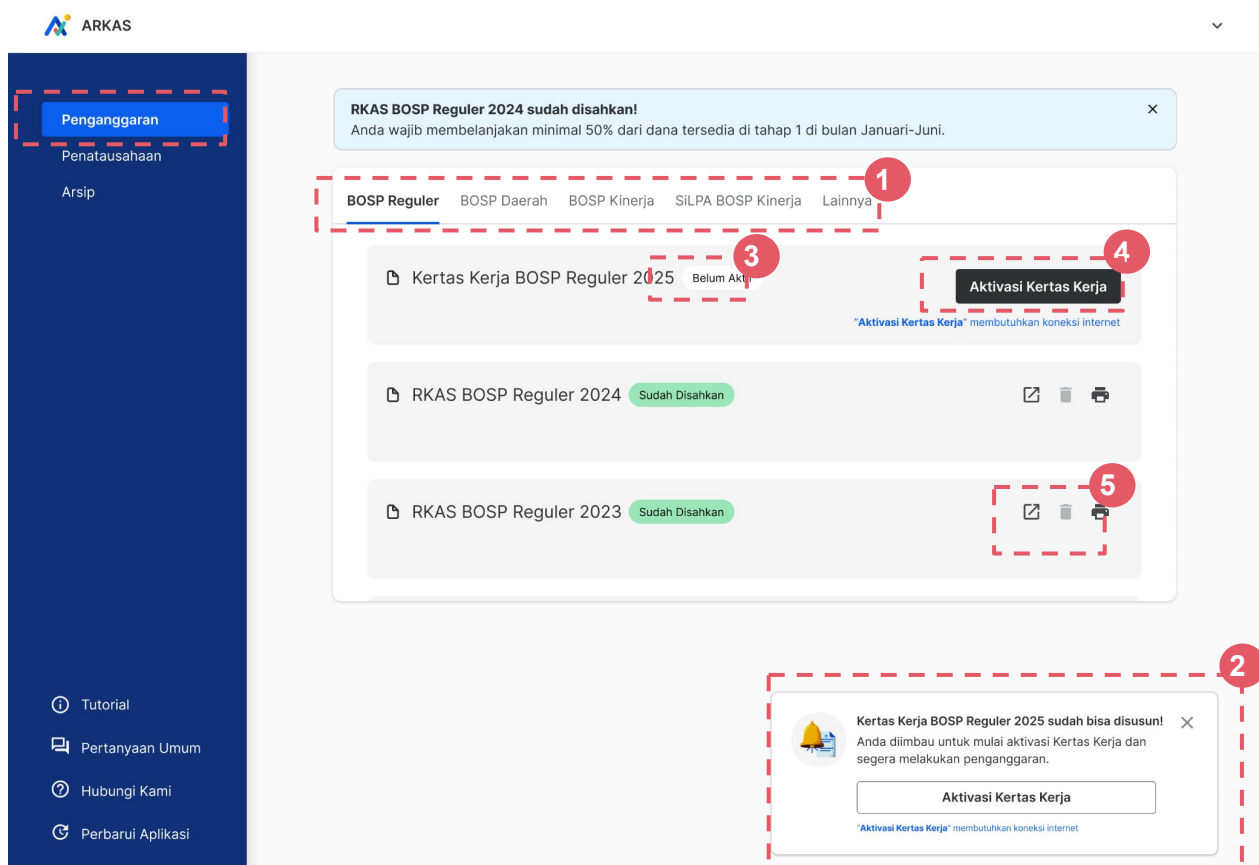 ARKAS
Penganggaran
Penatausahaan
Arsip
RKAS BOSP Reguler 2024 sudah disahkan!
Anda wajib membelanjakan minimal 50% dari dana tersedia di tahap 1 di bulan Januari-Juni.
1
BOSP Reguler BOSP Daerah BOSP Kinerja SiLPA BOSP Kinerja Lainnya
3
4
Kertas Kerja BOSP Reguler 2025 Belum Aktif Aktivasi Kertas Kerja
"Aktivasi Kertas Kerja" membutuhkan koneksi internet
RKAS BOSP Reguler 2024 Sudah Disahkan
5
RKAS BOSP Reguler 2023 Sudah Disahkan
2
Kertas Kerja BOSP Reguler 2025 sudah bisa disusun!
Anda diimbau untuk mulai aktivasi Kertas Kerja dan
segera melakukan penganggaran.
Aktivasi Kertas Kerja
"Aktivasi Kertas Kerja" membutuhkan koneksi internet
Tutorial
Pertanyaan Umum
Hubungi Kami
Perbarui Aplikasi